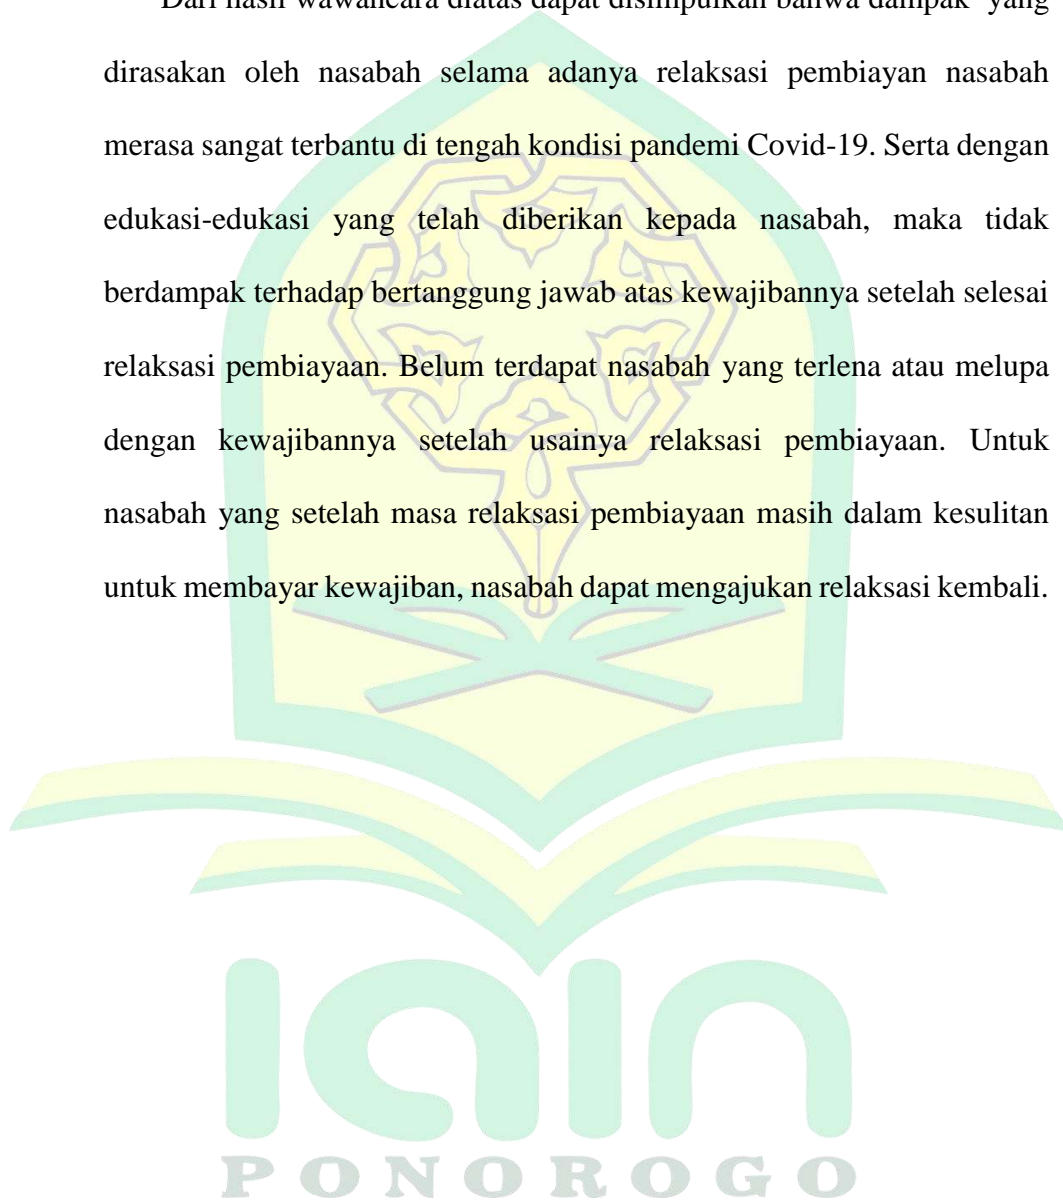 Dari hasil wawancara diatas dapat disimpulkan bahwa dampak yang
dirasakan oleh nasabah selama adanya relaksasi pembiayan nasabah
merasa sangat terbantu di tengah kondisi pandemi Covid-19. Serta dengan
edukasi-edukasi yang telah diberikan kepada nasabah, maka tidak
berdampak terhadap bertanggung jawab atas kewajibannya setelah selesai
relaksasi pembiayaan. Belum terdapat nasabah yang terlena atau melupa
dengan kewajibannya setelah usainya relaksasi pembiayaan. Untuk
nasabah yang setelah masa relaksasi pembiayaan masih dalam kesulitan
untuk membayar kewajiban, nasabah dapat mengajukan relaksasi kembali.
iain
PONOROGO